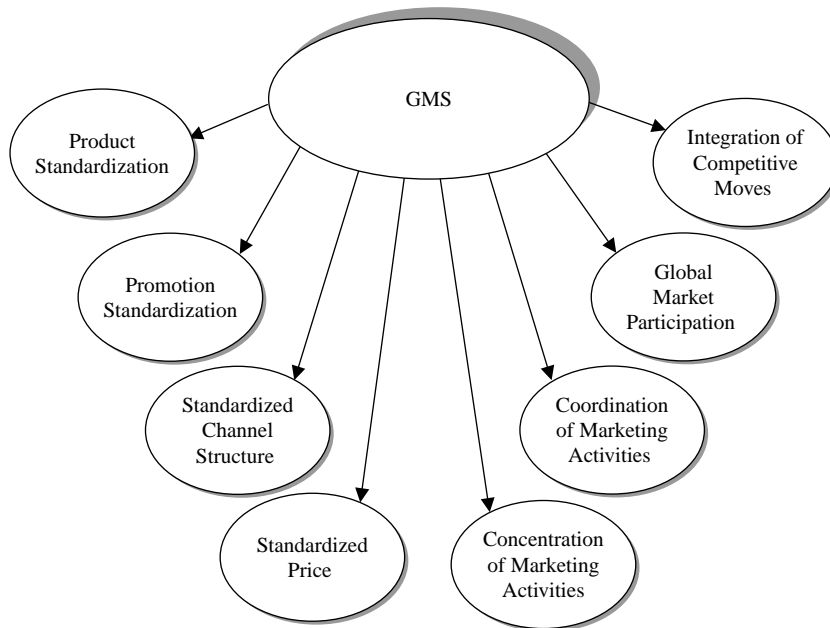 GMS
Product
Standardization
Integration of
Competitive
Moves
Promotion
Standardization
Global
Market
Participation
Standardized
Channel
Structure
Coordination
of Marketing
Activities
Standardized
Price
Concentration
of Marketing
Activities